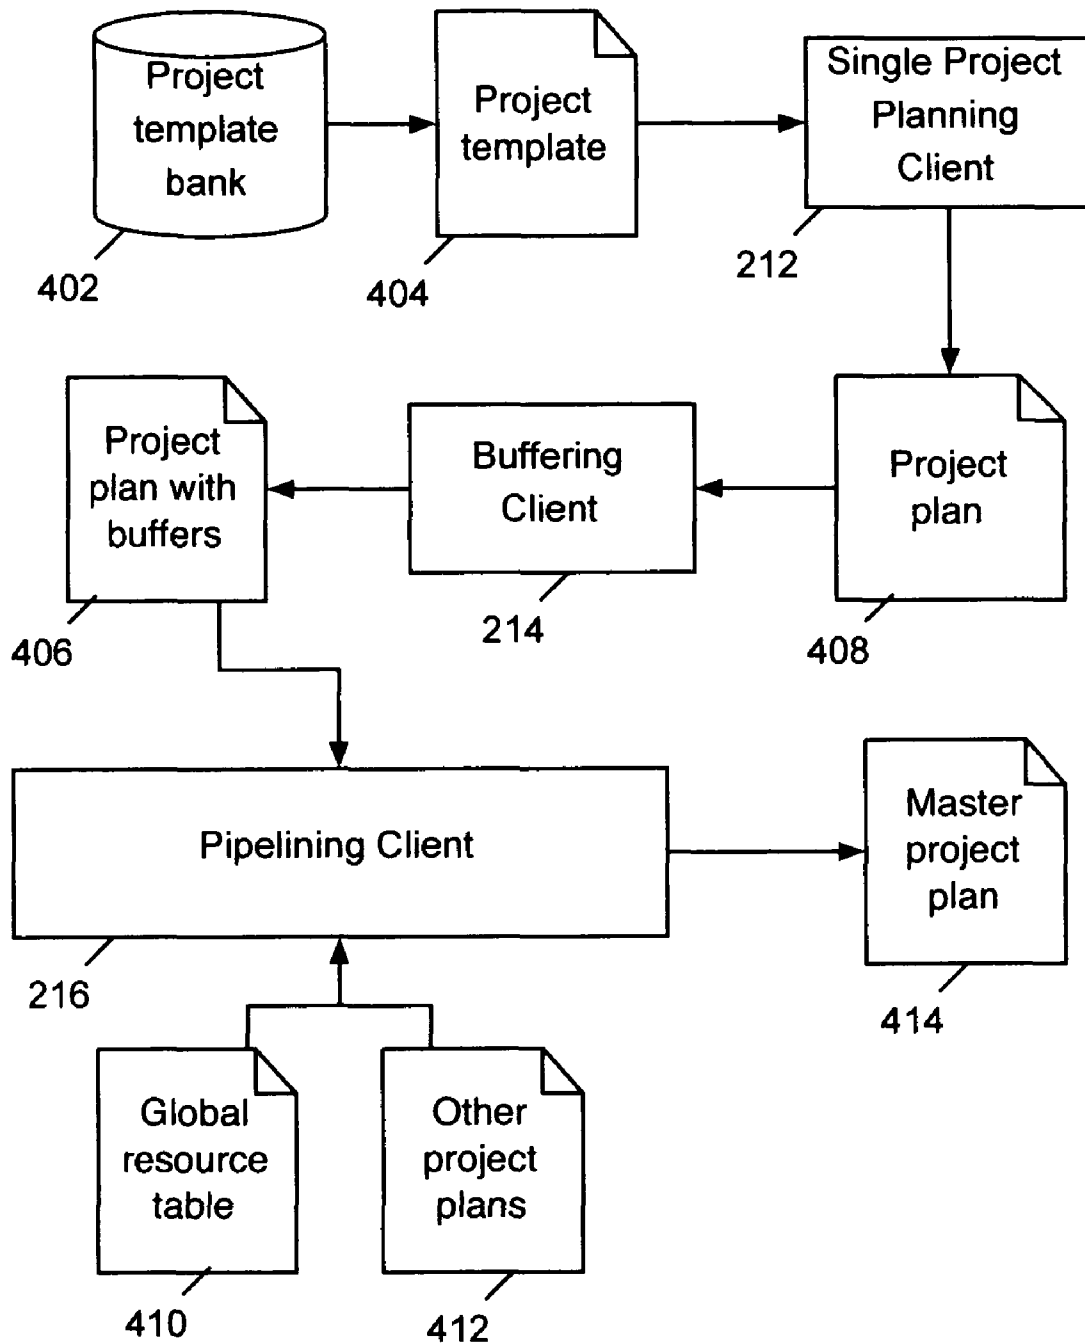 Project
template
bank
Project
template
Single Project
Planning
Client
402
404
212
Project
plan with
buffers
Buffering
Client
Project
plan
406
214
408
Pipelining Client
Master
project
plan
216
414
Global
resource
table
Other
project
plans
410
412